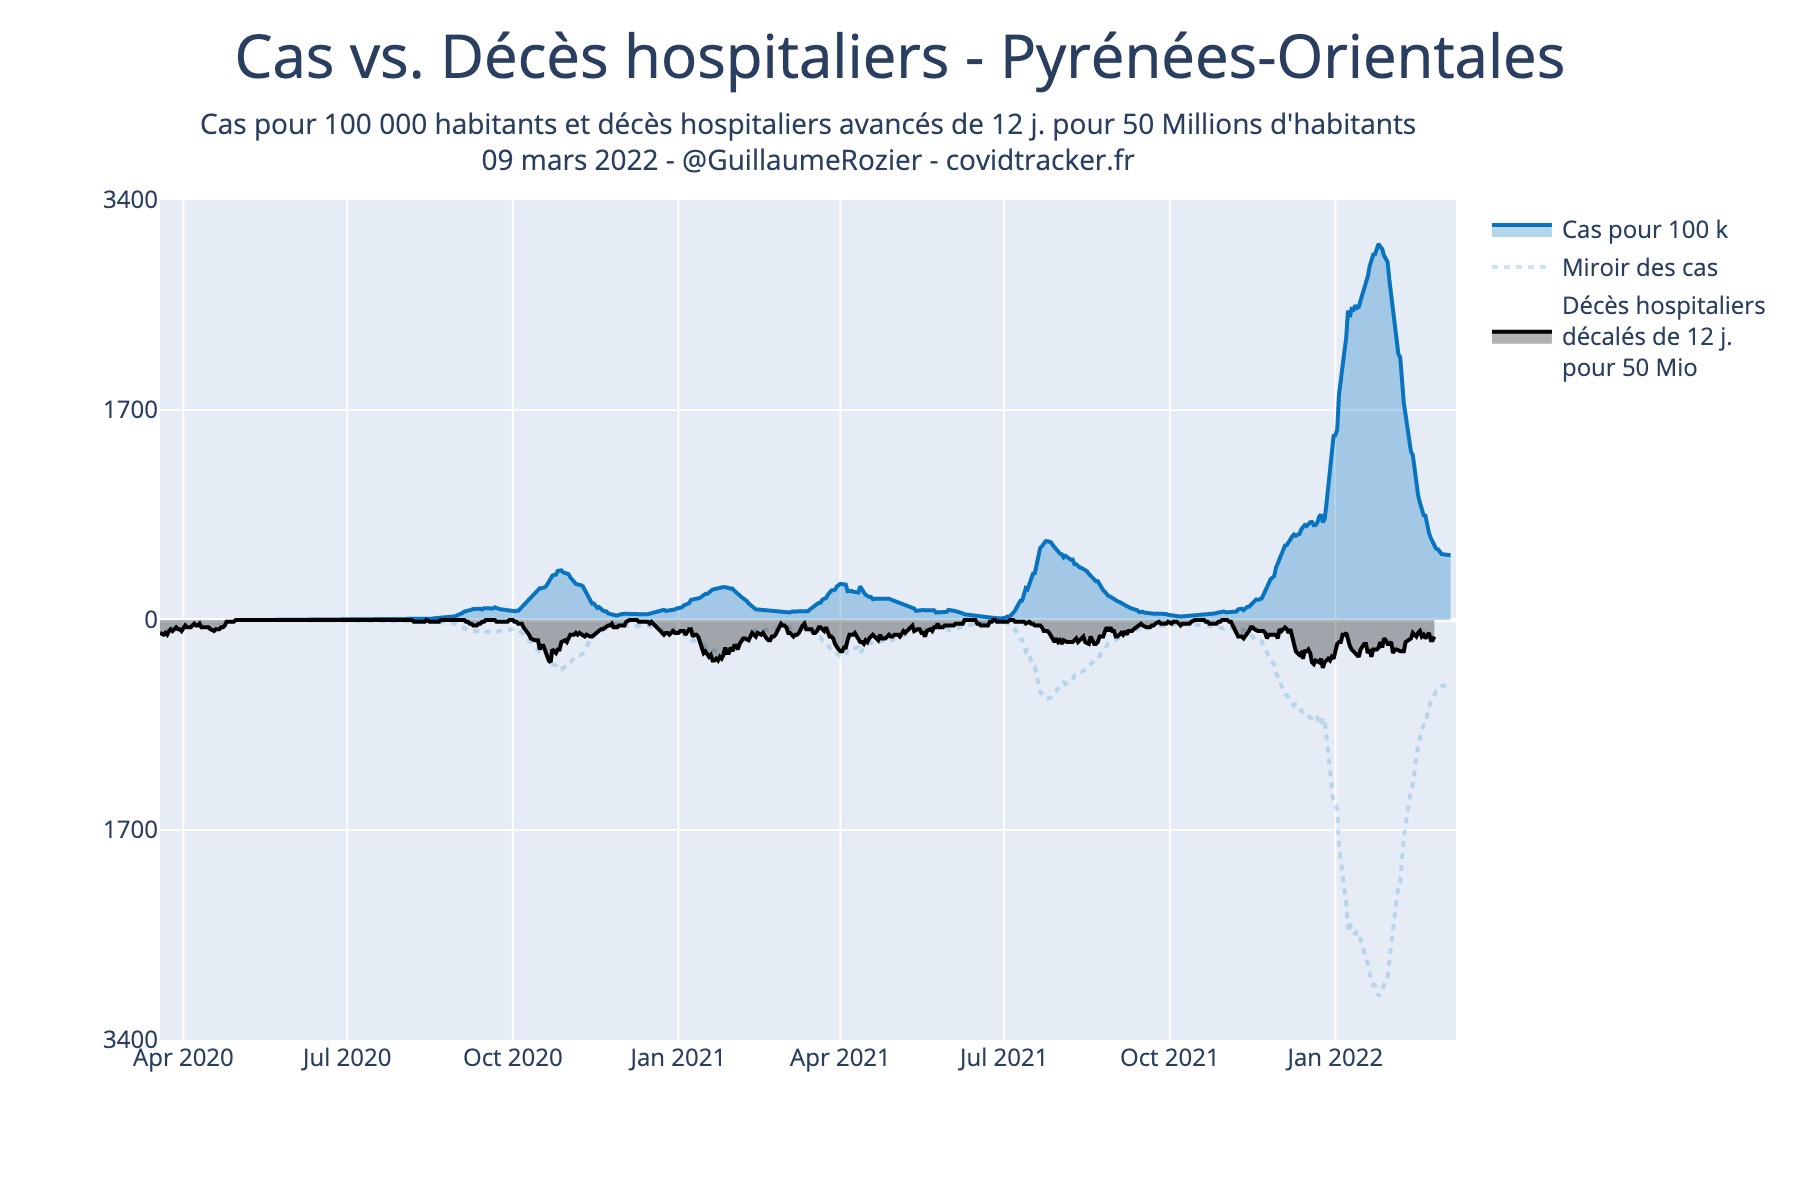 Cas vs. Décès hospitaliers - Pyrénées-Orientales
Cas pour 100 000 habitants et décès hospitaliers avancés de 12 j. pour 50 Millions d'habitants
09 mars 2022 - @GuillaumeRozier - covidtracker.fr
3400
1700
0
1700
3400
Apr 2020
Jul 2020
Oct 2020
Jan 2021
Apr 2021
Jul 2021
Oct 2021
Jan 2022
Cas pour 100 k
Miroir des cas
Décès hospitaliers
décalés de 12 j.
pour 50 Mio